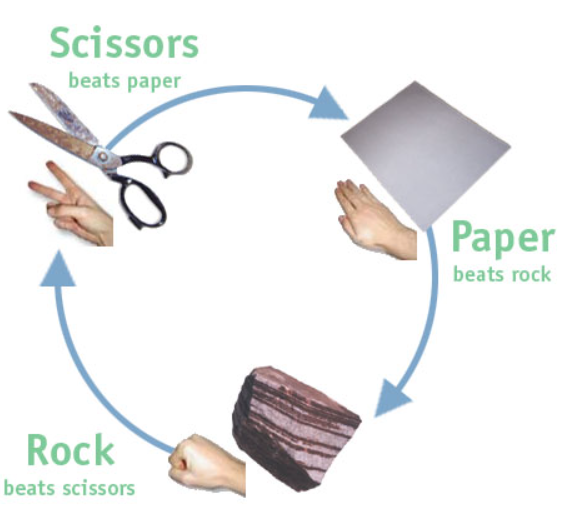 Scissors
beats paper
Paper
beats rock
Rock
beats scissors